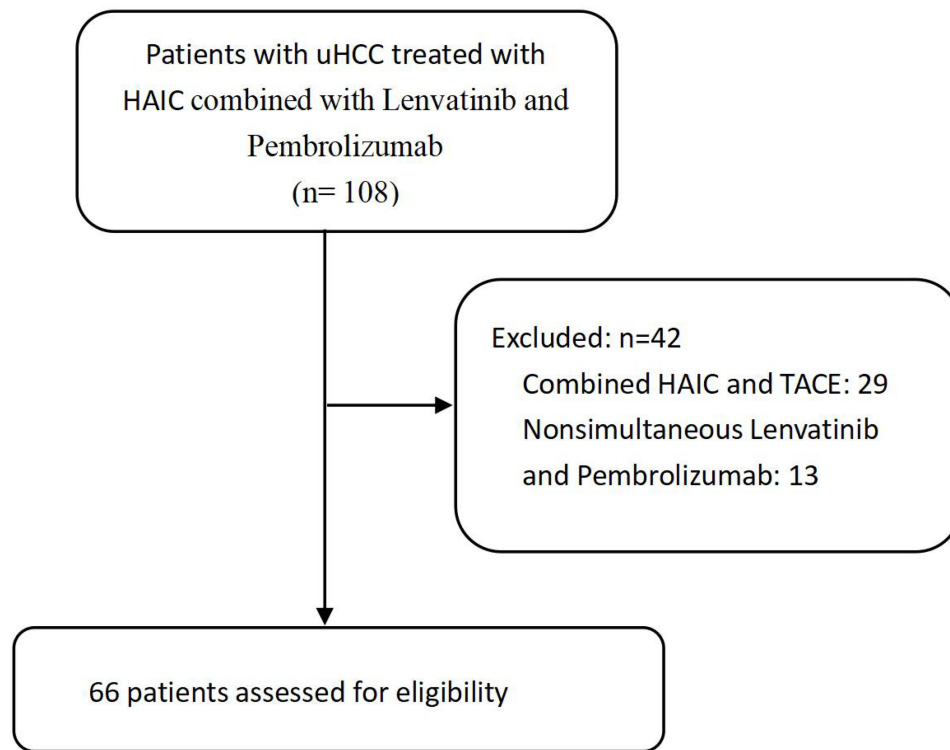 Patients with uHCC treated with
HAIC combined with Lenvatinib and
Pembrolizumab
(n= 108)
Excluded: n=42
Combined HAIC and TACE: 29
Nonsimultaneous Lenvatinib
and Pembrolizumab: 13
66 patients assessed for eligibility